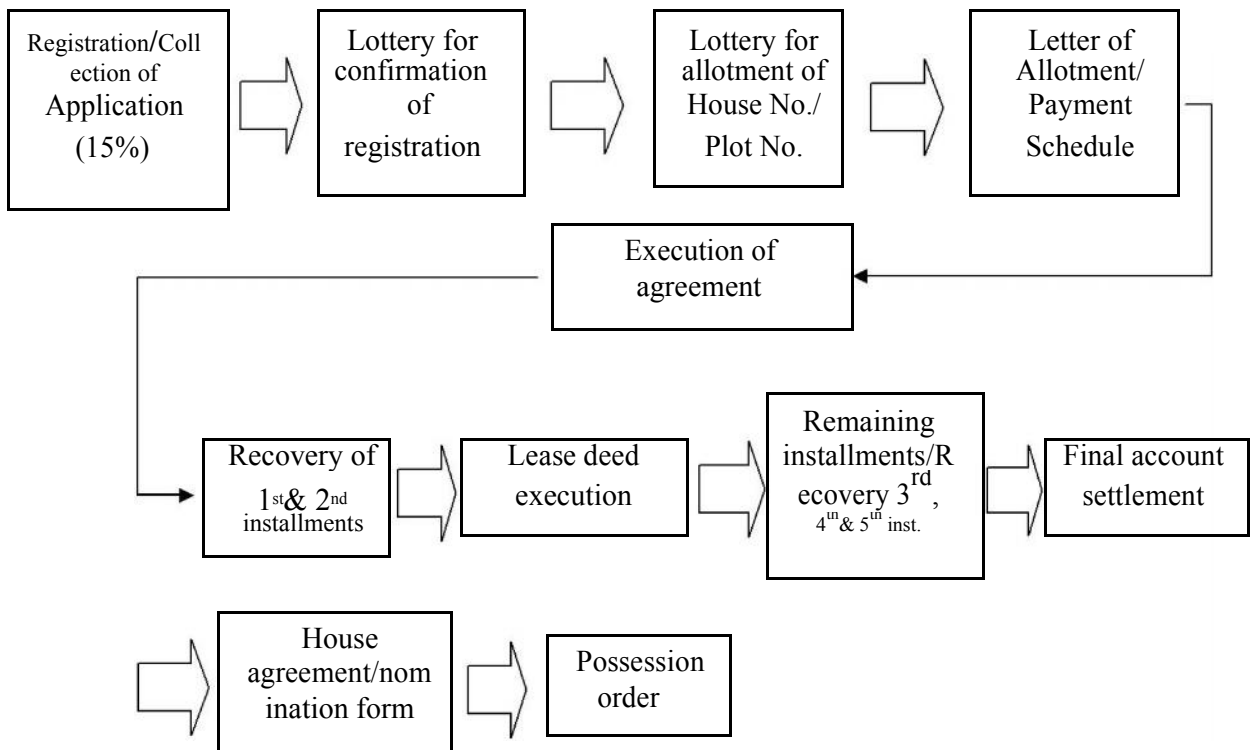 Registration/Coll
ection of
Application
(15%)
Lottery for
confirmation
of
registration
Lottery for
allotment of
House No./
Plot No.
Letter of
Allotment/
Payment
Schedule
Execution of
agreement
Recovery of
1st& 2nd
installments
Lease deed
execution
Remaining
installments/R
ecovery 3rd,
4th& 5th inst.
Final account
settlement
House
agreement/nom
ination form
Possession
order